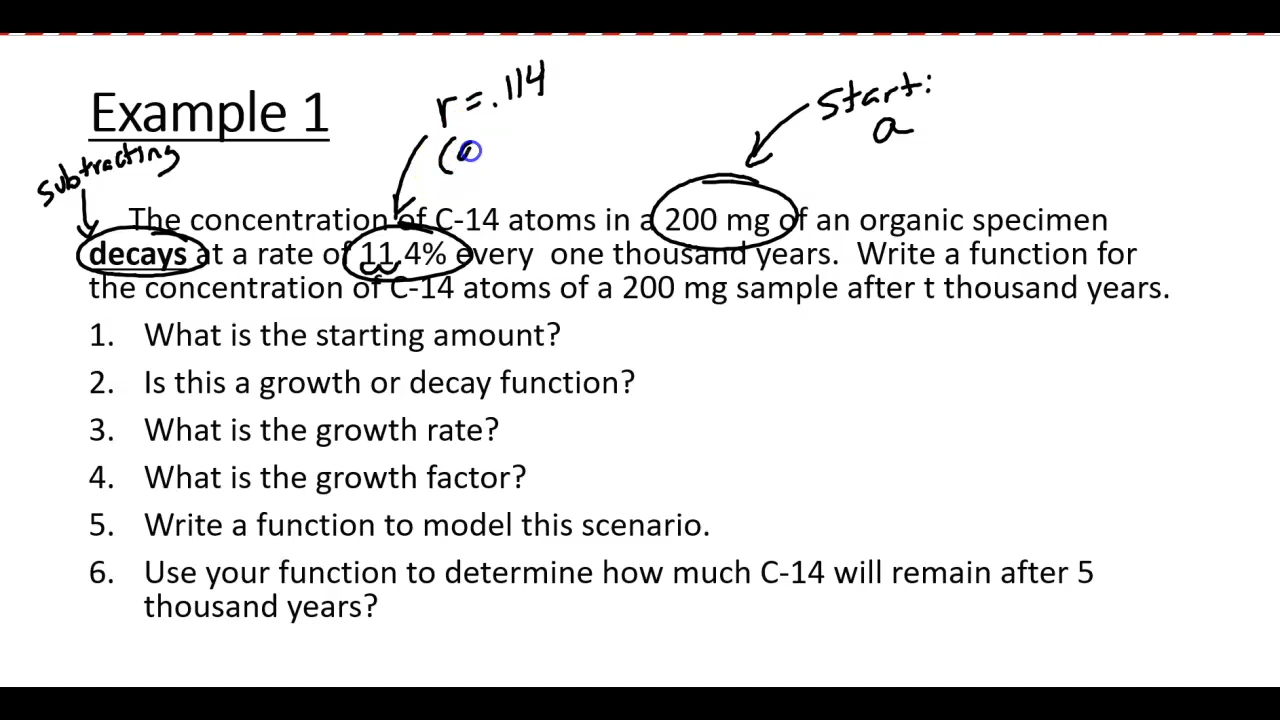 r = .114
start:
a
Example 1
subtracting
The concentration of C-14 atoms in a 200 mg of an organic specimen
decays at a rate of 11.4% every one thousand years. Write a function for
the concentration of C-14 atoms of a 200 mg sample after t thousand years.
1. What is the starting amount?
2. Is this a growth or decay function?
3. What is the growth rate?
4. What is the growth factor?
5. Write a function to model this scenario.
6. Use your function to determine how much C-14 will remain after 5
thousand years?